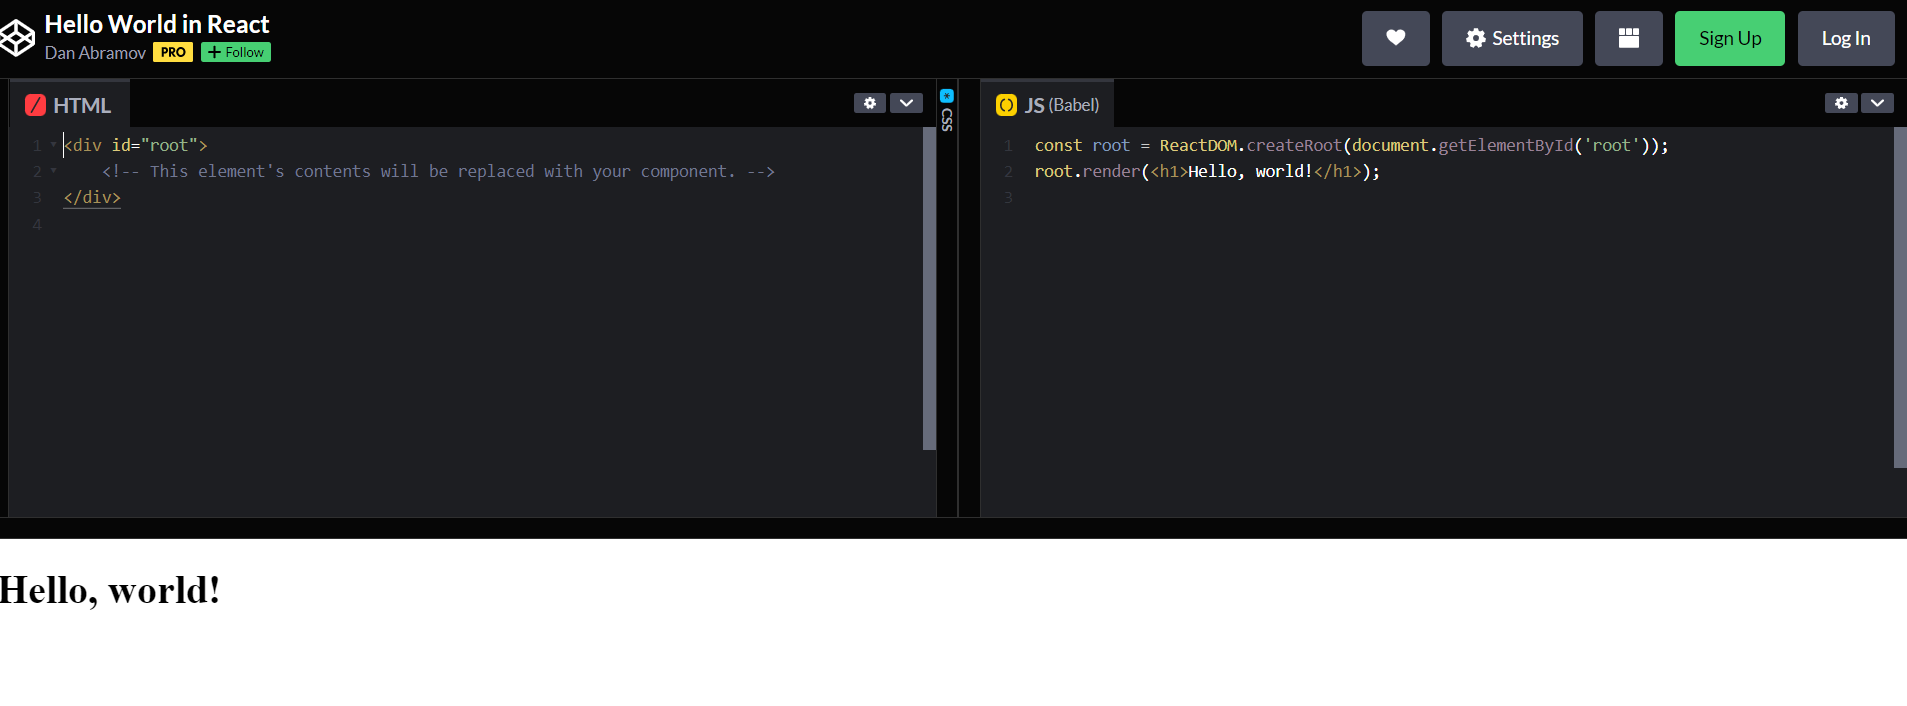 Hello World in React
Dan Abramov PRO + Follow
Settings
Sign Up
Log In
HTML
1 <div id="root">
2 <!-- This element's contents will be replaced with your component. -->
3 </div>
4
CSS
JS (Babel)
1 const root = ReactDOM.createRoot(document.getElementById('root'));
2 root.render(<h1>Hello, world!</h1>);
3
Hello, world!